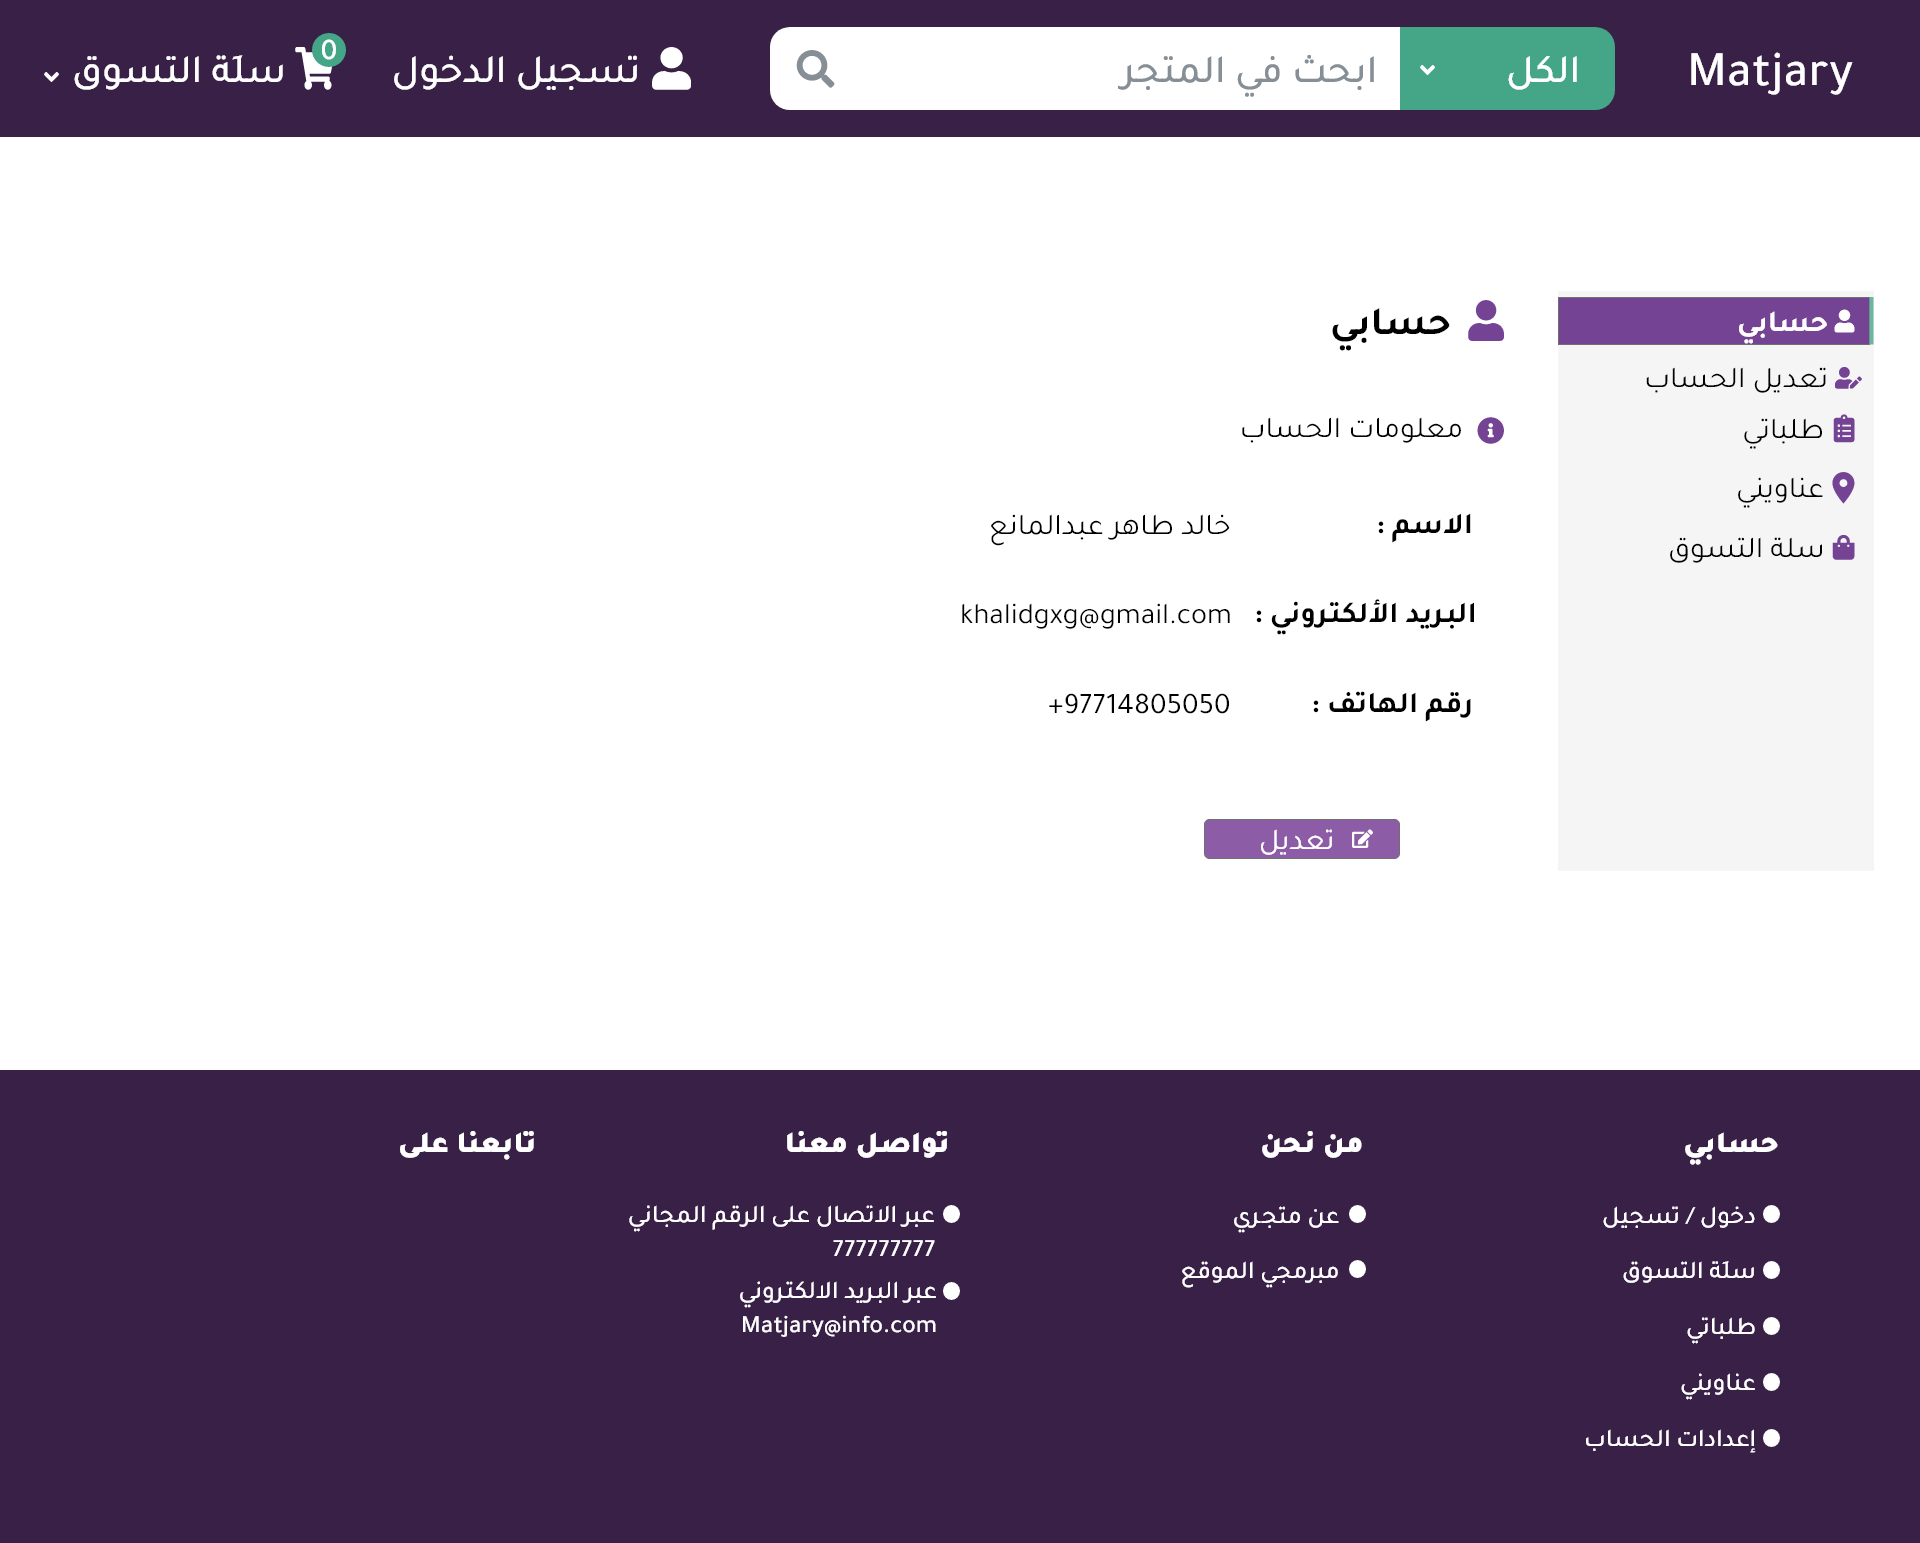 Matjary
الكل
ابحث في المتجر
تسجيل الدخول
0
سلة التسوق
حسابي
تعديل الحساب
طلباتي
عناويني
سلة التسوق
حسابي
معلومات الحساب
الاسم : خالد طاهر عبدالمانع
البريد الألكتروني : khalidgxg@gmail.com
رقم الهاتف : 97714805050+
تعديل
حسابي
دخول / تسجيل
سلة التسوق
طلباتي
عناويني
إعدادات الحساب
من نحن
عن متجري
مبرمجي الموقع
تواصل معنا
عبر الاتصال على الرقم المجاني
777777777
عبر البريد الالكتروني
Matjary@info.com
تابعنا على